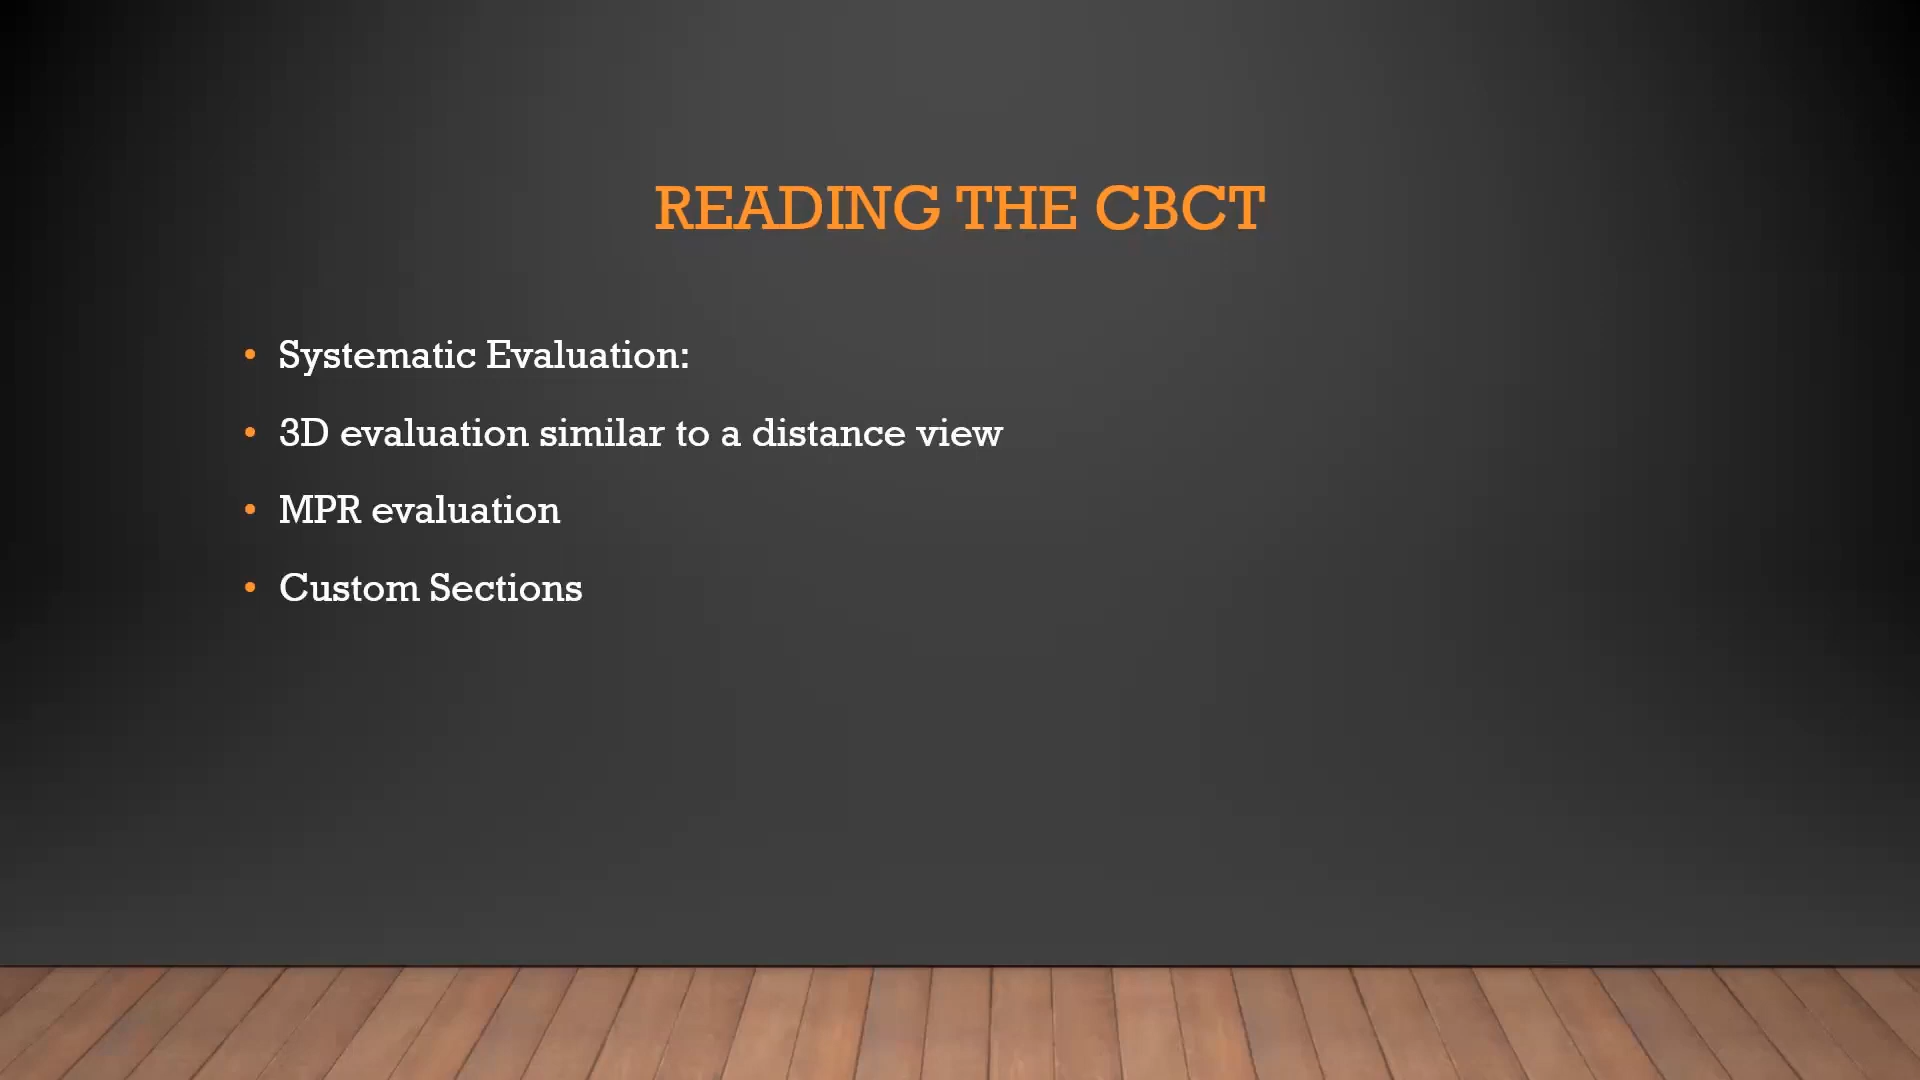 READING THE CBCT
• Systematic Evaluation:
• 3D evaluation similar to a distance view
• MPR evaluation
• Custom Sections